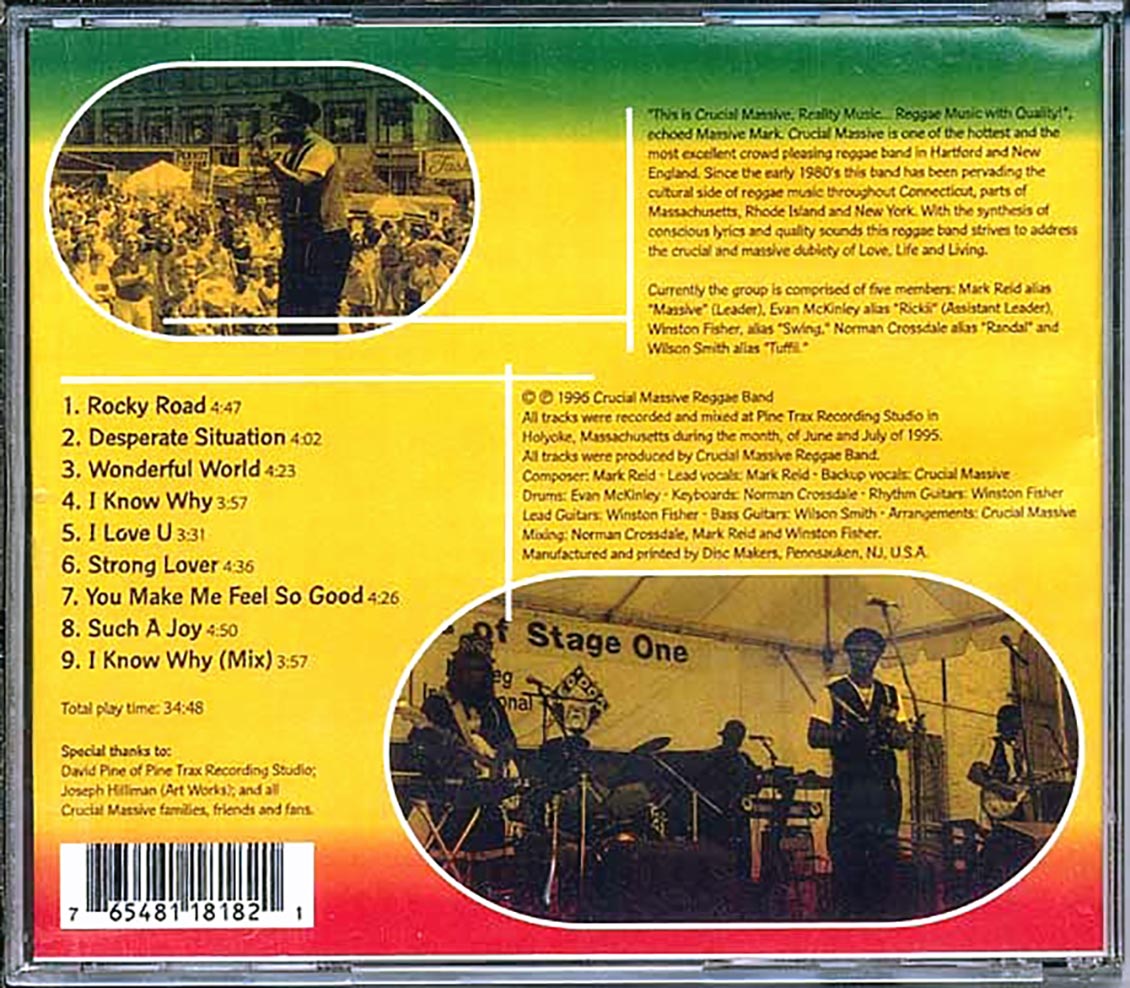 "This is Crucial Massive, Reality Music... Reggae Music with Quality!",
echoed Massive Mark. Crucial Massive is one of the hottest and the
most excellent crowd pleasing reggae band in Hartford and New
England. Since the early 1980's this band has been pervading the
cultural side of reggae music throughout Connecticut, parts of
Massachusetts, Rhode Island and New York. With the synthesis of
conscious lyrics and quality sounds this reggae band strives to address
the crucial and massive dubiety of Love, Life and Living.
Currently the group is comprised of five members: Mark Reid alias
"Massive" (Leader), Evan McKinley alias "Rickii" (Assistant Leader),
Winston Fisher, alias "Swing," Norman Crossdale alias "Randal" and
Wilson Smith alias "Tuffil."
1. Rocky Road 4:47
2. Desperate Situation 4:02
3. Wonderful World 4:23
4. I Know Why 3:57
5. I Love U 3:31
6. Strong Lover 4:36
7. You Make Me Feel So Good 4:26
8. Such A Joy 4:50
9. I Know Why (Mix) 3:57
Total play time: 34:48
Special thanks to:
David Pine of Pine Trax Recording Studio;
Joseph Hilliman (Art Works); and all
Crucial Massive families, friends and fans.
7 65481 18182 1
© ℗ 1996 Crucial Massive Reggae Band
All tracks were recorded and mixed at Pine Trax Recording Studio in
Holyoke, Massachusetts during the month, of June and July of 1995.
All tracks were produced by Crucial Massive Reggae Band.
Composer: Mark Reid · Lead vocals: Mark Reid · Backup vocals: Crucial Massive
Drums: Evan McKinley · Keyboards: Norman Crossdale · Rhythm Guitars: Winston Fisher
Lead Guitars: Winston Fisher · Bass Guitars: Wilson Smith · Arrangements: Crucial Massive
Mixing: Norman Crossdale, Mark Reid and Winston Fisher.
Manufactured and printed by Disc Makers, Pennsauken, NJ, U.S.A.
of Stage One